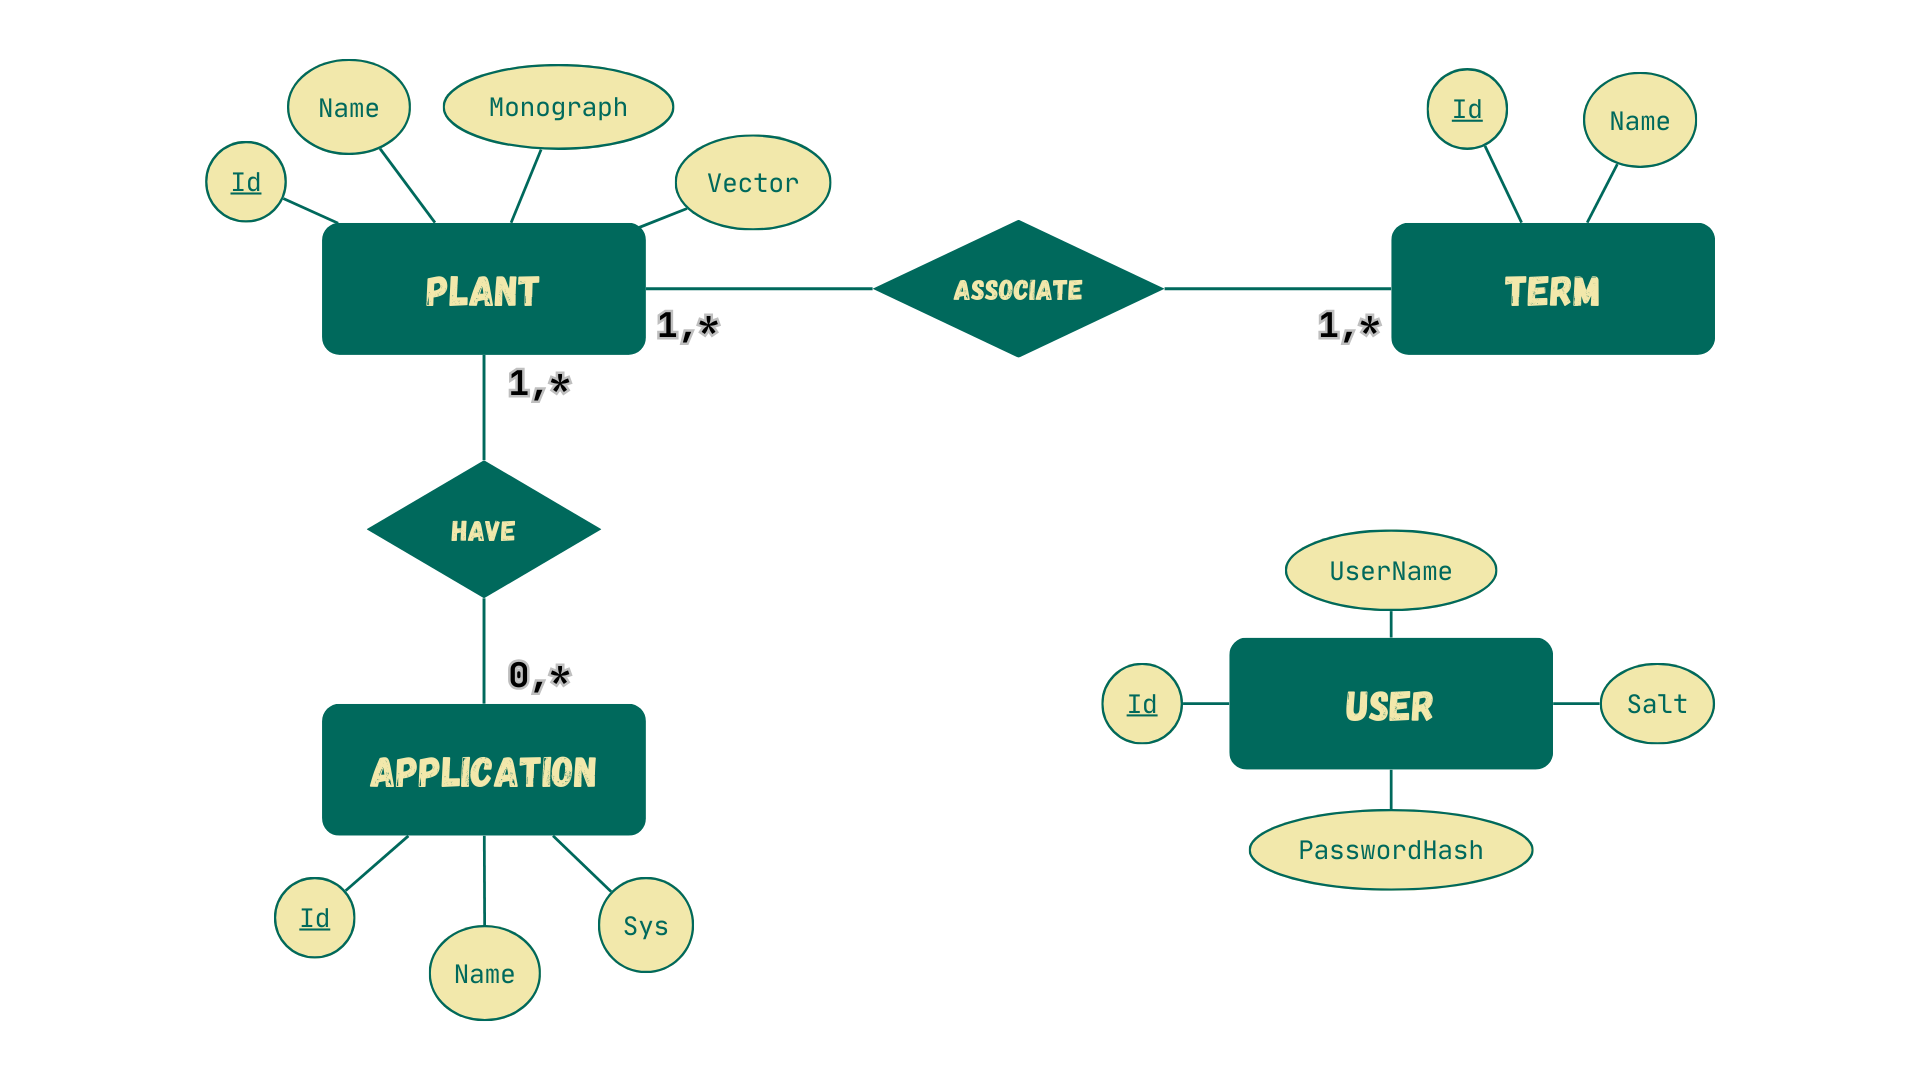 Id
Name
Monograph
Vector
PLANT
1,*
ASSOCIATE
1,*
Id
Name
TERM
1,*
HAVE
0,*
APPLICATION
Id
Name
Sys
UserName
Id
USER
Salt
PasswordHash